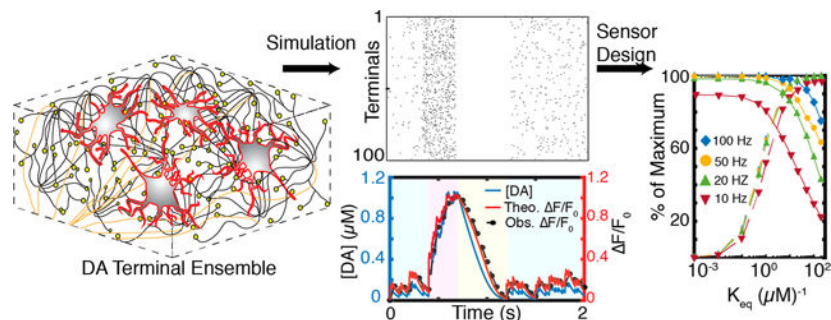 Simulation
Sensor
Design
DA Terminal Ensemble
1
Terminals
100
1.2
0.8
0.4
0
[DA] (µM)
[DA]
Theo. ΔF/F0
Obs. ΔF/F0
1.2
0.8
0.4
0
ΔF/F0
0
1
2
Time (s)
100
60
20
% of Maximum
100 Hz
50 Hz
20 HZ
10 Hz
10-3
100
102
Keq (µM)-1